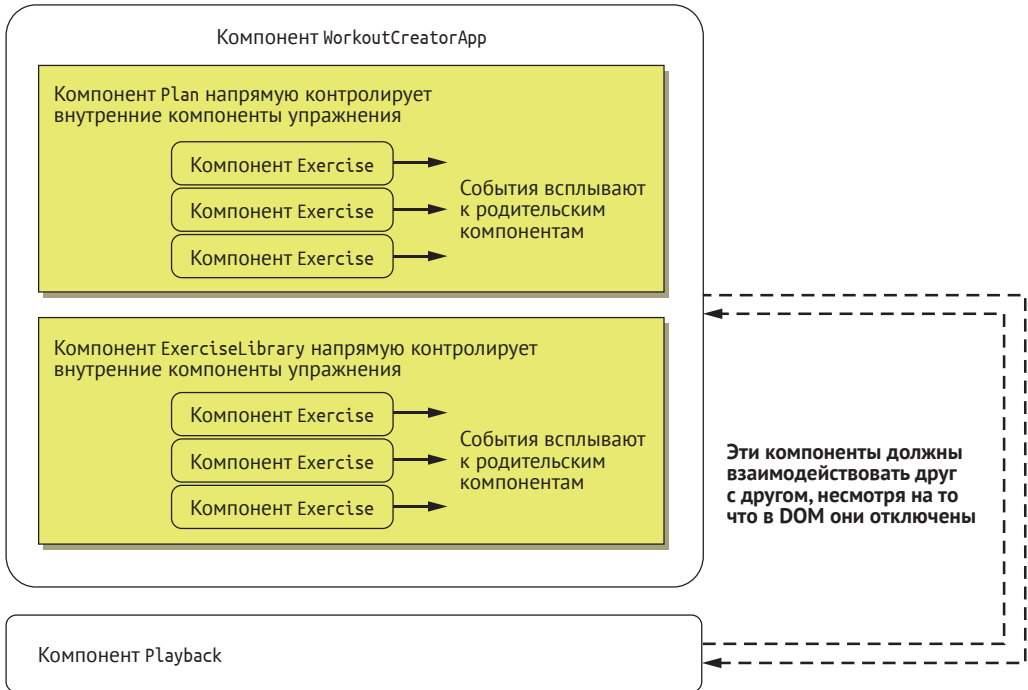 Компонент WorkoutCreatorApp
Компонент Plan напрямую контролирует
внутренние компоненты упражнения
Компонент Exercise
Компонент Exercise
Компонент Exercise
События всплывают
к родительским
компонентам
Компонент ExerciseLibrary напрямую контролирует
внутренние компоненты упражнения
Компонент Exercise
Компонент Exercise
Компонент Exercise
События всплывают
к родительским
компонентам
Эти компоненты должны
взаимодействовать друг
с другом, несмотря на то
что в DOM они отключены
Компонент Playback